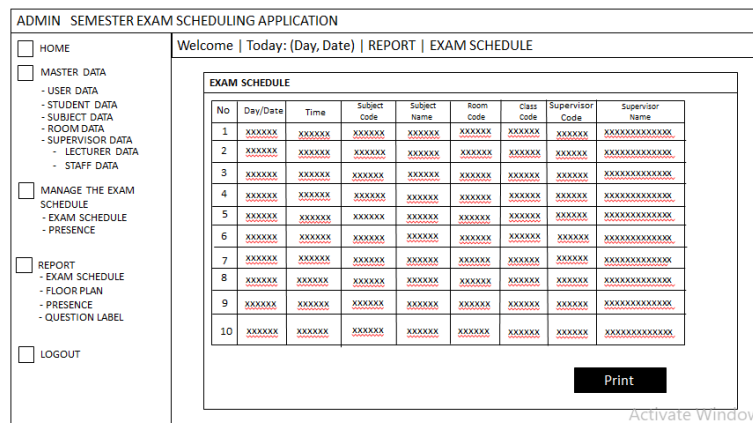 ADMIN SEMESTER EXAM SCHEDULING APPLICATION
Welcome | Today: (Day, Date) | REPORT | EXAM SCHEDULE
HOME
MASTER DATA
- USER DATA
- STUDENT DATA
- SUBJECT DATA
- ROOM DATA
- SUPERVISOR DATA
- LECTURER DATA
- STAFF DATA
MANAGE THE EXAM
SCHEDULE
- EXAM SCHEDULE
- PRESENCE
REPORT
- EXAM SCHEDULE
- FLOOR PLAN
- PRESENCE
- QUESTION LABEL
LOGOUT
EXAM SCHEDULE
No Day/Date Time Subject Code Subject Name Room Code Class Code Supervisor Code Supervisor Name
1 xxxxxx xxxxxx xxxxxx xxxxxx xxxxxx xxxxxx xxxxxx xxxxxxxxxxxxx
2 xxxxxx xxxxxx xxxxxx xxxxxx xxxxxx xxxxxx xxxxxx xxxxxxxxxxxxx
3 xxxxxx xxxxxx xxxxxx xxxxxx xxxxxx xxxxxx xxxxxx xxxxxxxxxxxxx
4 xxxxxx xxxxxx xxxxxx xxxxxx xxxxxx xxxxxx xxxxxx xxxxxxxxxxxxx
5 xxxxxx xxxxxx xxxxxx xxxxxx xxxxxx xxxxxx xxxxxx xxxxxxxxxxxxx
6 xxxxxx xxxxxx xxxxxx xxxxxx xxxxxx xxxxxx xxxxxx xxxxxxxxxxxxx
7 xxxxxx xxxxxx xxxxxx xxxxxx xxxxxx xxxxxx xxxxxx xxxxxxxxxxxxx
8 xxxxxx xxxxxx xxxxxx xxxxxx xxxxxx xxxxxx xxxxxx xxxxxxxxxxxxx
9 xxxxxx xxxxxx xxxxxx xxxxxx xxxxxx xxxxxx xxxxxx xxxxxxxxxxxxx
10 xxxxxx xxxxxx xxxxxx xxxxxx xxxxxx xxxxxx xxxxxx xxxxxxxxxxxxx
Print
Activate Window